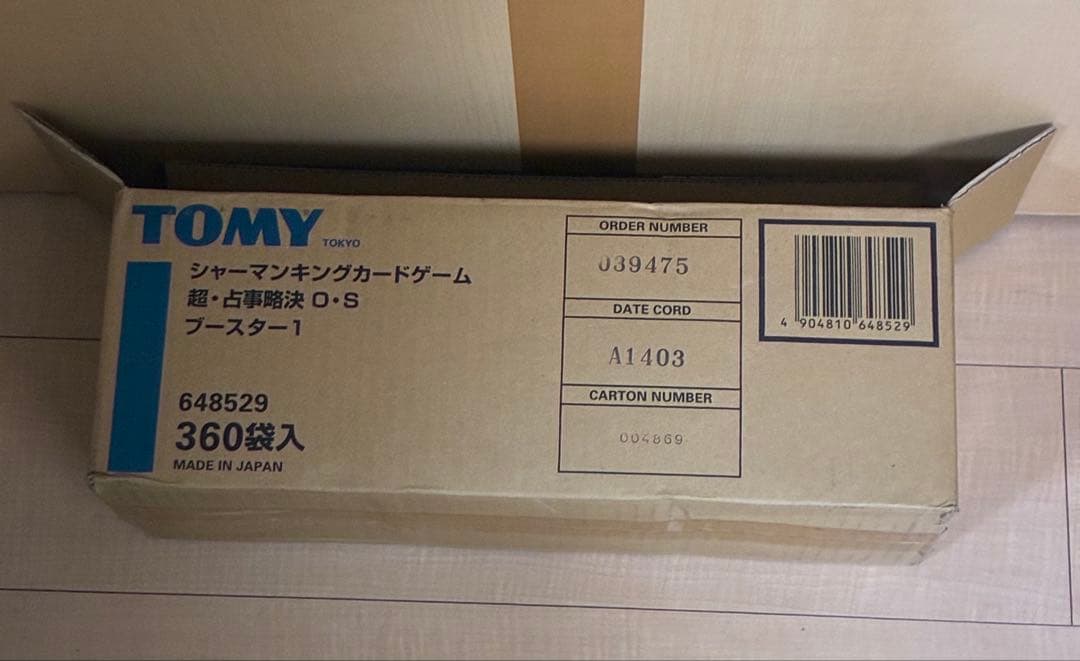 TOMY
TOKYO
シャーマンキングカードゲーム
超・占事略決 O・S
ブースター1
648529
360袋入
MADE IN JAPAN
ORDER NUMBER
039475
DATE CORD
A1403
CARTON NUMBER
004869
4 904810 648529